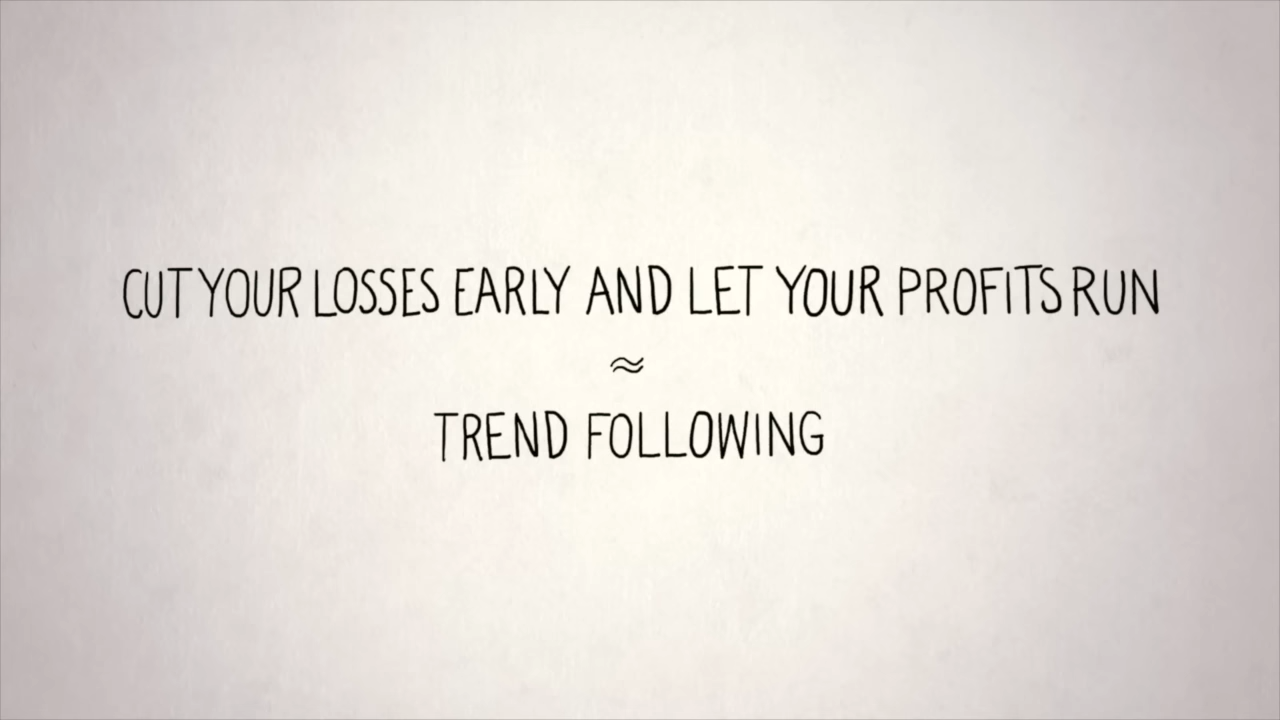 CUT YOUR LOSSES EARLY AND LET YOUR PROFITS RUN
≈
TREND FOLLOWING